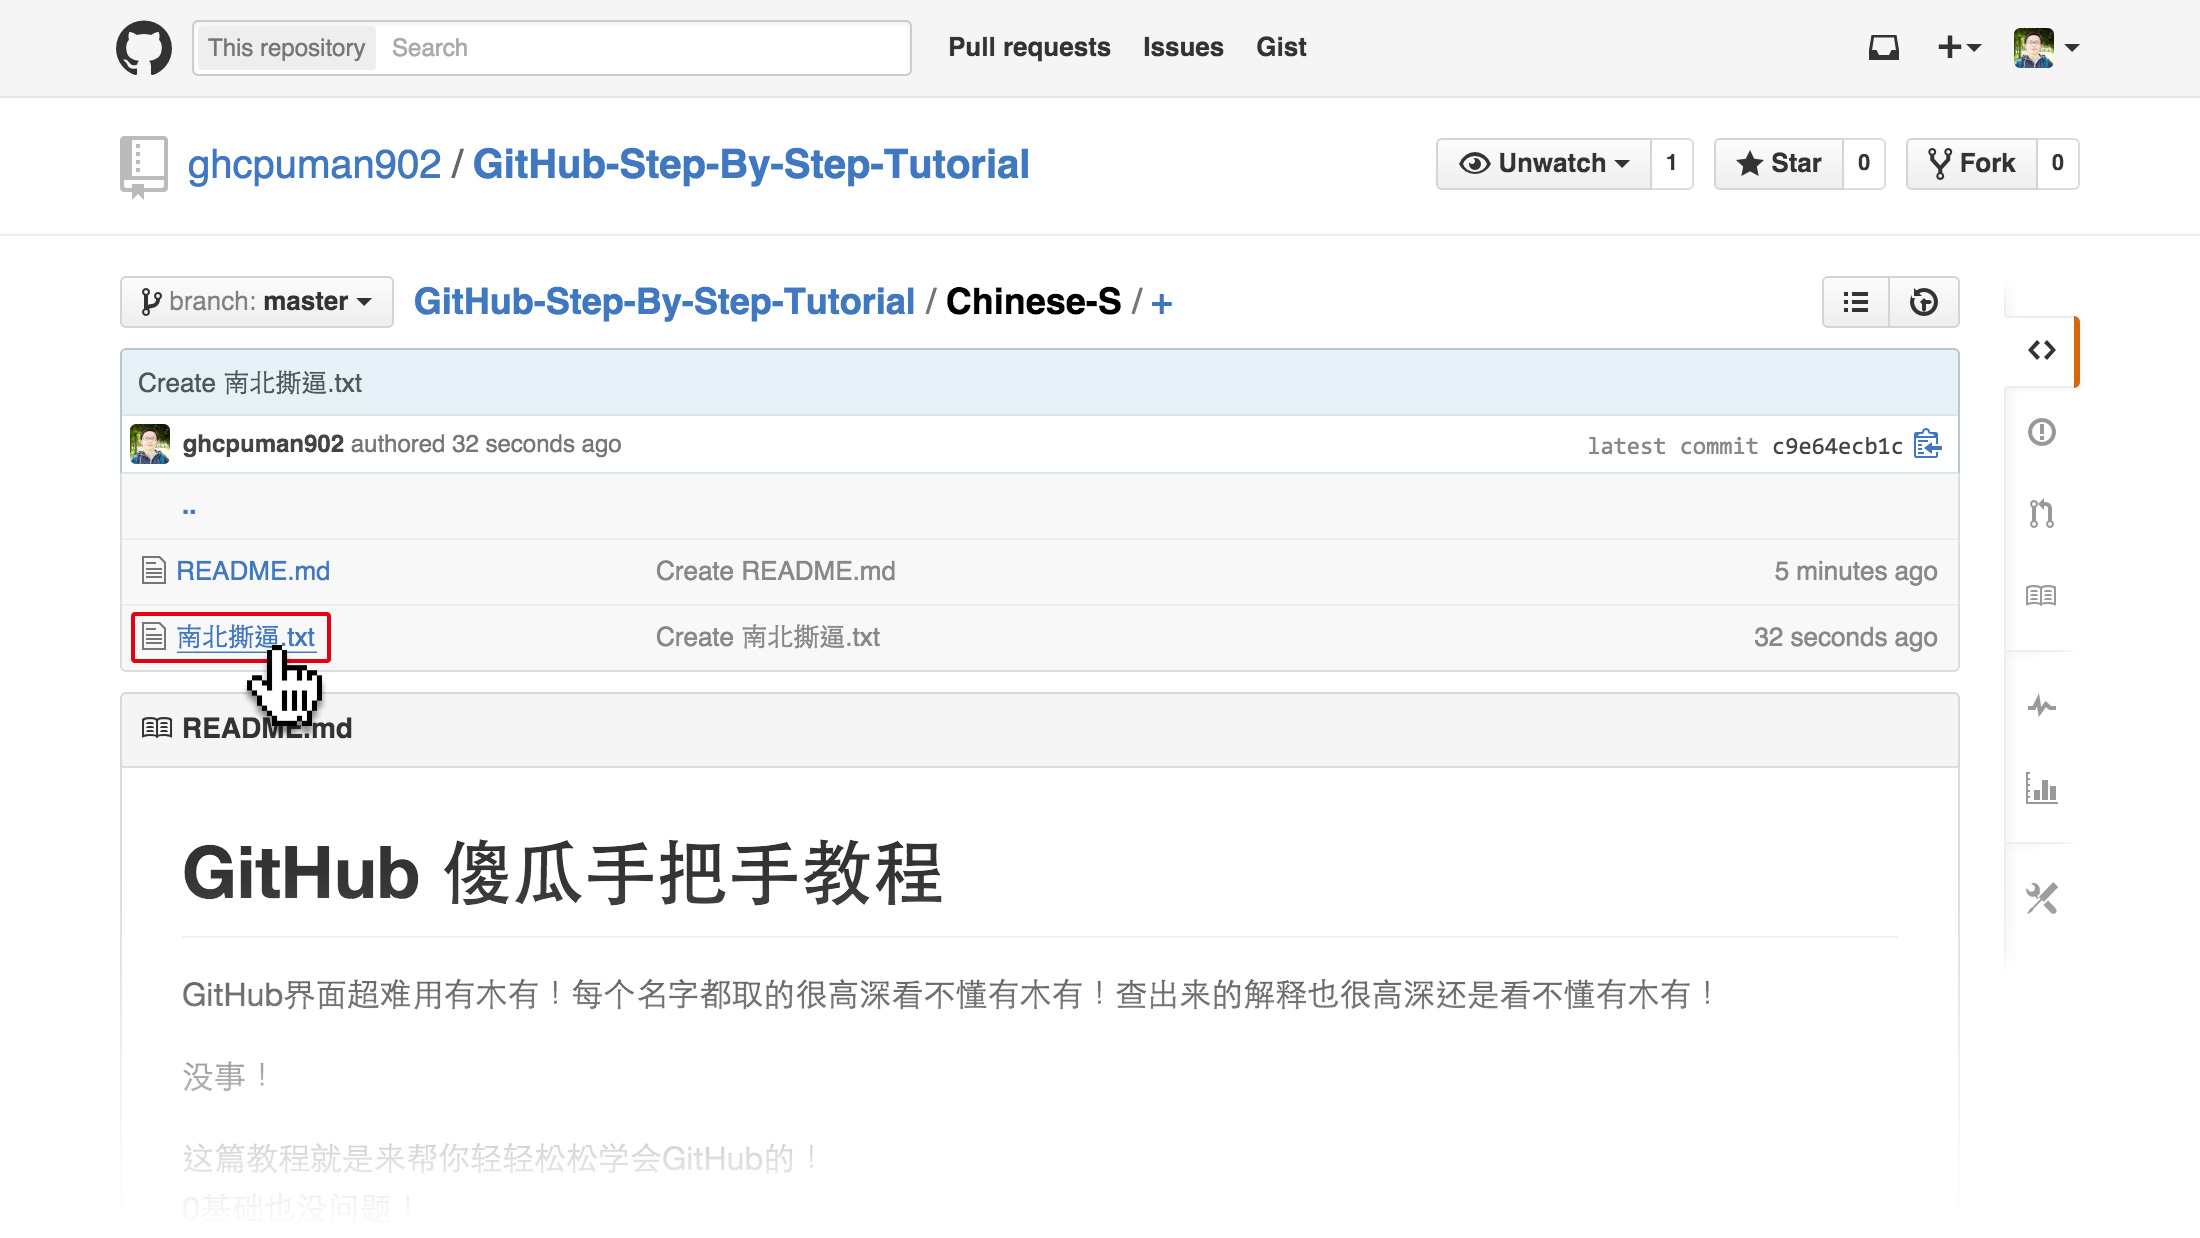 This repository Search Pull requests Issues Gist
ghcpuman902 / GitHub-Step-By-Step-Tutorial Unwatch 1 Star 0 Fork 0
branch: master GitHub-Step-By-Step-Tutorial / Chinese-S / +
Create 南北撕逼.txt
ghcpuman902 authored 32 seconds ago latest commit c9e64ecb1c
..
README.md Create README.md 5 minutes ago
南北撕逼.txt Create 南北撕逼.txt 32 seconds ago
README.md
GitHub 傻瓜手把手教程
GitHub界面超难用有木有！每个名字都取的很高深看不懂有木有！查出来的解释也很高深还是看不懂有木有！
没事！
这篇教程就是来帮你轻轻松松学会GitHub的！
0基础也没问题！